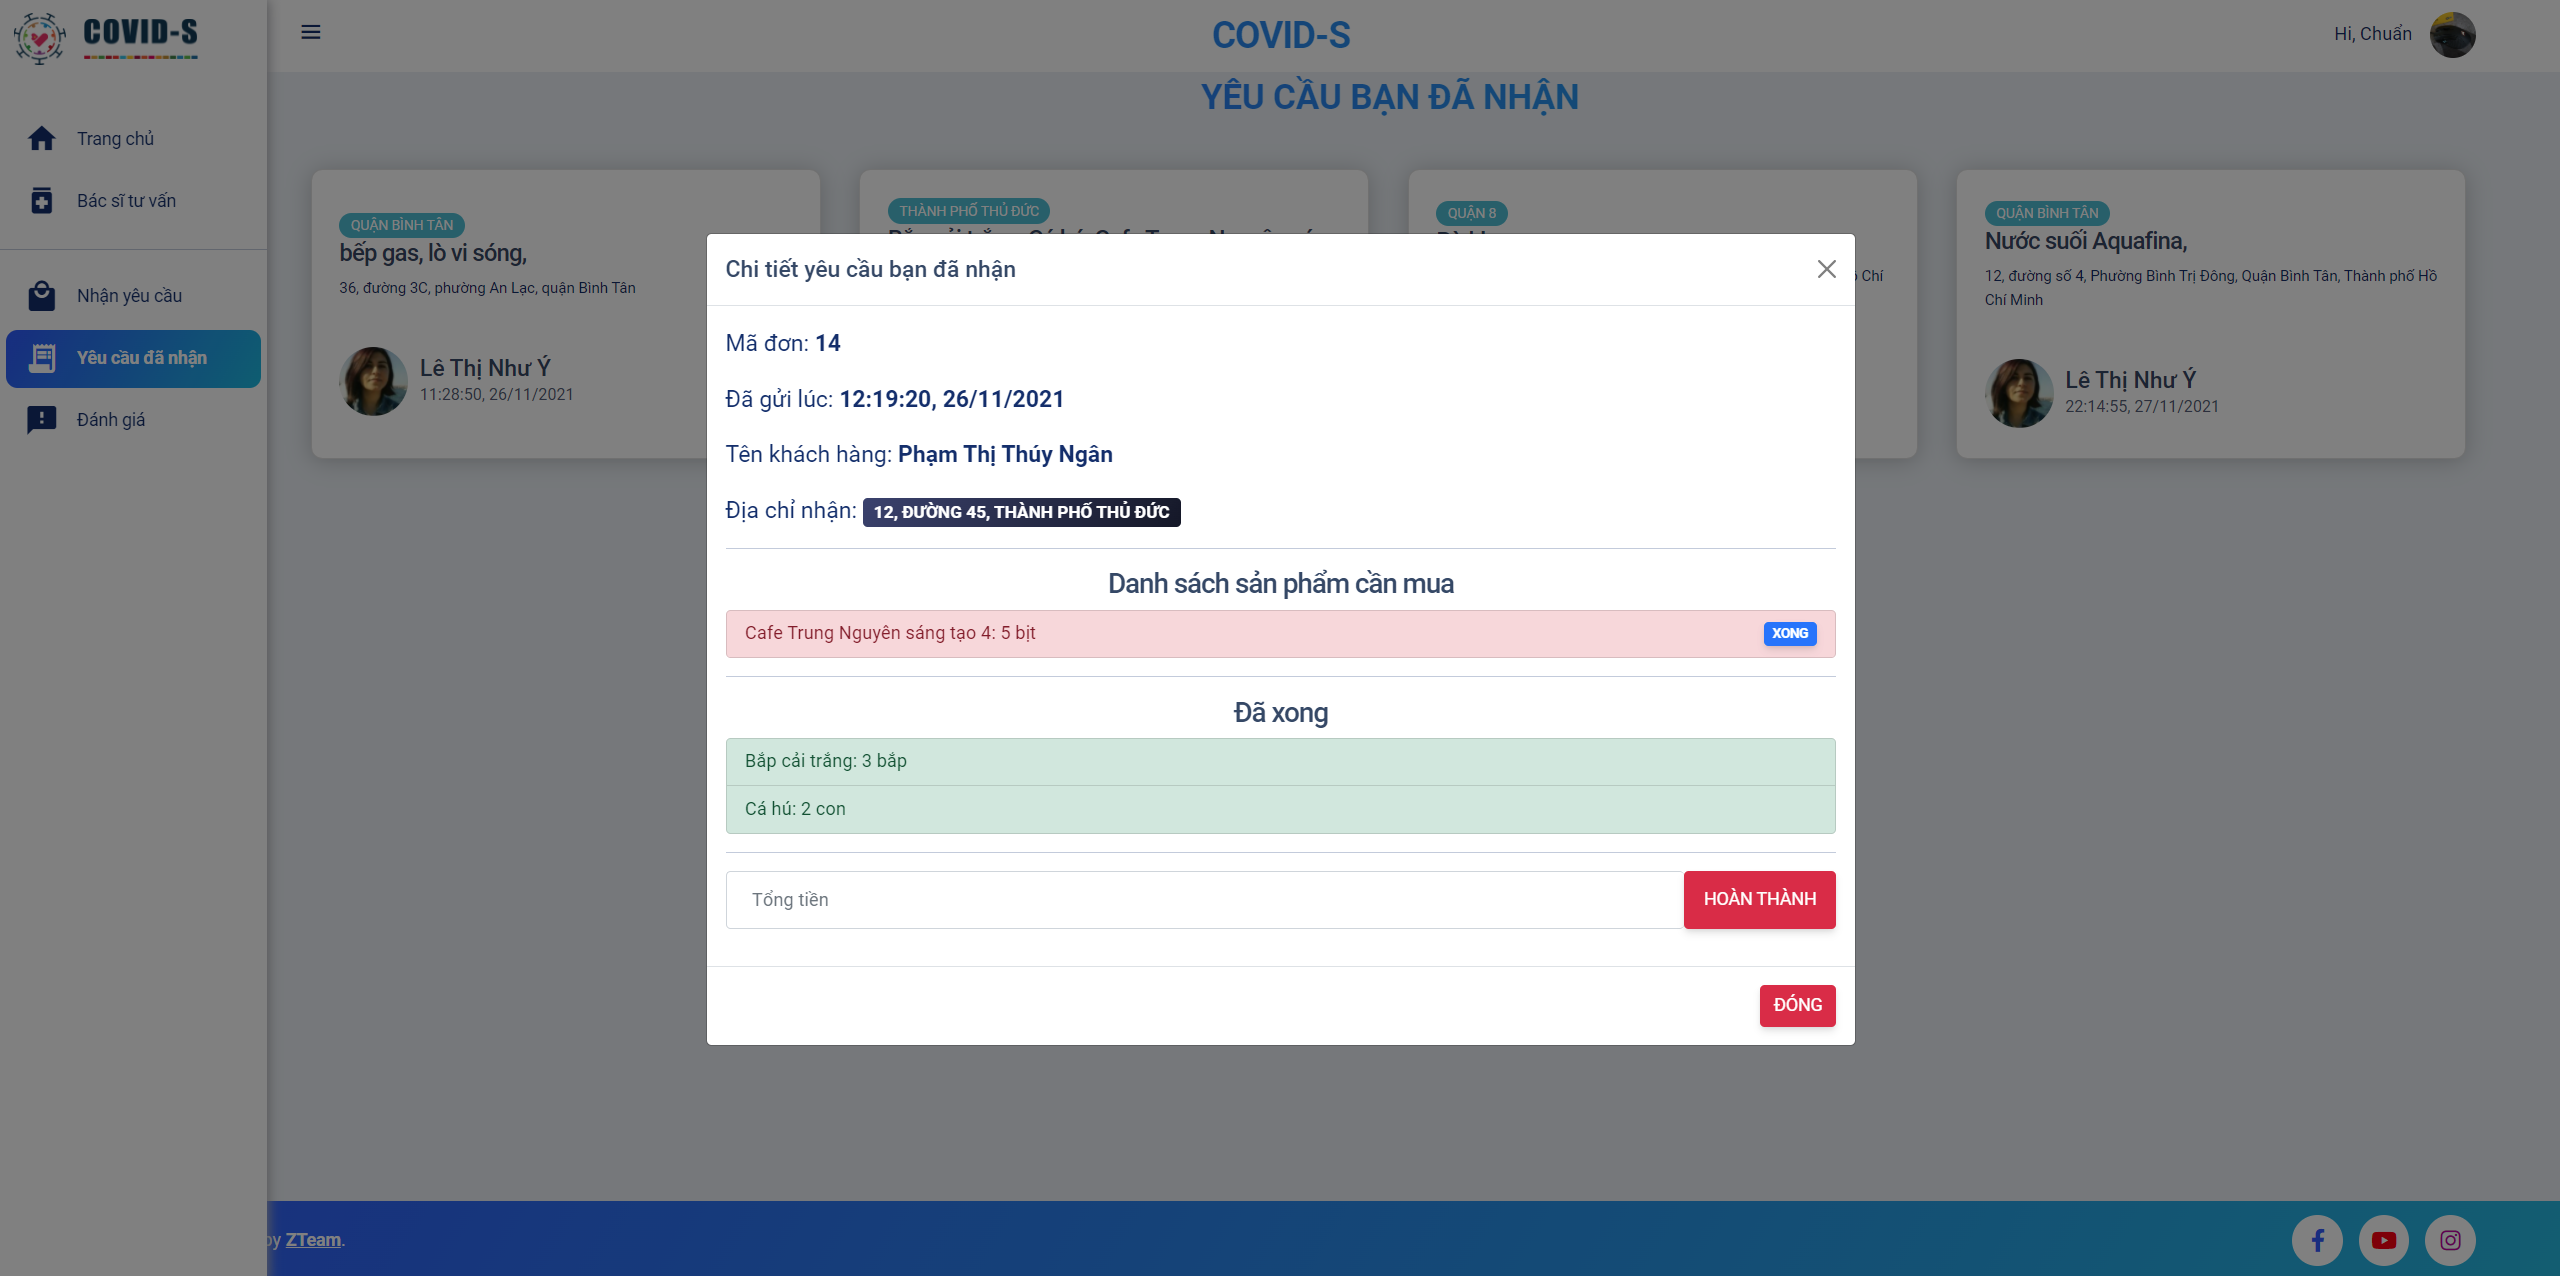 COVID-S
COVID-S
Hi, Chuẩn
Trang chủ
Bác sĩ tư vấn
Nhận yêu cầu
Yêu cầu đã nhận
Đánh giá
YÊU CẦU BẠN ĐÃ NHẬN
QUẬN BÌNH TÂN
bếp gas, lò vi sóng,
36, đường 3C, phường An Lạc, quận Bình Tân
Lê Thị Như Ý
11:28:50, 26/11/2021
THÀNH PHỐ THỦ ĐỨC
QUẬN 8
Chí
QUẬN BÌNH TÂN
Nước suối Aquafina,
12, đường số 4, Phường Bình Trị Đông, Quận Bình Tân, Thành phố Hồ
Chí Minh
Lê Thị Như Ý
22:14:55, 27/11/2021
Chi tiết yêu cầu bạn đã nhận
Mã đơn: 14
Đã gửi lúc: 12:19:20, 26/11/2021
Tên khách hàng: Phạm Thị Thúy Ngân
Địa chỉ nhận: 12, ĐƯỜNG 45, THÀNH PHỐ THỦ ĐỨC
Danh sách sản phẩm cần mua
Cafe Trung Nguyên sáng tạo 4: 5 bịt
XONG
Đã xong
Bắp cải trắng: 3 bắp
Cá hú: 2 con
Tổng tiền
HOÀN THÀNH
ĐÓNG
by ZTeam.